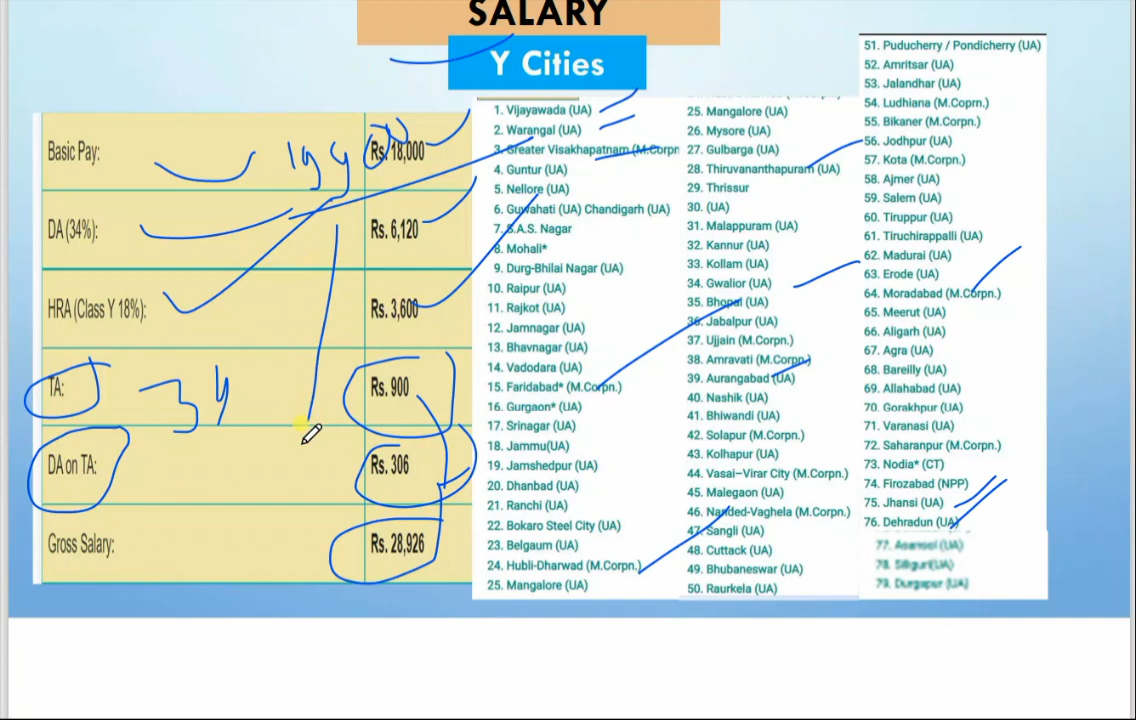 SALARY
Y Cities
Basic Pay: Rs. 18,000
DA (34%): Rs. 6,120
HRA (Class Y 18%): Rs. 3,600
TA: 34 Rs. 900
DA on TA: Rs. 306
Gross Salary: Rs. 28,926
1. Vijayawada (UA)
2. Warangal (UA)
3. Greater Visakhapatnam (M.Corpn
4. Guntur (UA)
5. Nellore (UA)
6. Guwahati (UA) Chandigarh (UA)
7. S.A.S. Nagar
8. Mohali*
9. Durg-Bhilai Nagar (UA)
10. Raipur (UA)
11. Rajkot (UA)
12. Jamnagar (UA)
13. Bhavnagar (UA)
14. Vadodara (UA)
15. Faridabad* (M.Corpn.)
16. Gurgaon* (UA)
17. Srinagar (UA)
18. Jammu(UA)
19. Jamshedpur (UA)
20. Dhanbad (UA)
21. Ranchi (UA)
22. Bokaro Steel City (UA)
23. Belgaum (UA)
24. Hubli-Dharwad (M.Corpn.)
25. Mangalore (UA)
25. Mangalore (UA)
26. Mysore (UA)
27. Gulbarga (UA)
28. Thiruvananthapuram (UA)
29. Thrissur
30. (UA)
31. Malappuram (UA)
32. Kannur (UA)
33. Kollam (UA)
34. Gwalior (UA)
35. Bhopal (UA)
36. Jabalpur (UA)
37. Ujjain (M.Corpn.)
38. Amravati (M.Corpn.)
39. Aurangabad (UA)
40. Nashik (UA)
41. Bhiwandi (UA)
42. Solapur (M.Corpn.)
43. Kolhapur (UA)
44. Vasai–Virar City (M.Corpn.)
45. Malegaon (UA)
46. Nanded-Vaghela (M.Corpn.)
47. Sangli (UA)
48. Cuttack (UA)
49. Bhubaneswar (UA)
50. Raurkela (UA)
51. Puducherry / Pondicherry (UA)
52. Amritsar (UA)
53. Jalandhar (UA)
54. Ludhiana (M.Coprn.)
55. Bikaner (M.Corpn.)
56. Jodhpur (UA)
57. Kota (M.Corpn.)
58. Ajmer (UA)
59. Salem (UA)
60. Tiruppur (UA)
61. Tiruchirappalli (UA)
62. Madurai (UA)
63. Erode (UA)
64. Moradabad (M.Corpn.)
65. Meerut (UA)
66. Aligarh (UA)
67. Agra (UA)
68. Bareilly (UA)
69. Allahabad (UA)
70. Gorakhpur (UA)
71. Varanasi (UA)
72. Saharanpur (M.Corpn.)
73. Nodia* (CT)
74. Firozabad (NPP)
75. Jhansi (UA)
76. Dehradun (UA)
77. Asansol (UA)
78. Siliguri(UA)
79. Durgapur (UA)